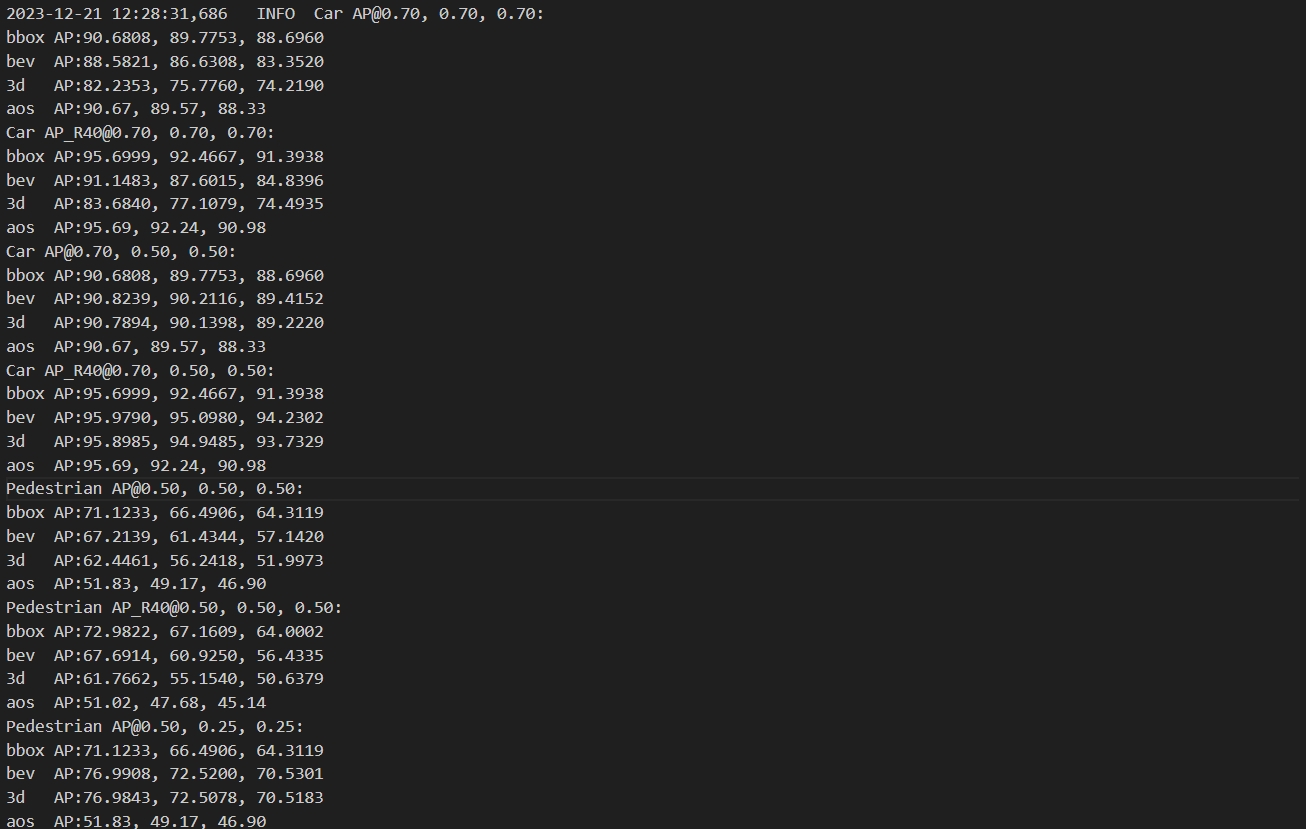 2023-12-21 12:28:31,686   INFO  Car AP@0.70, 0.70, 0.70:
bbox AP:90.6808, 89.7753, 88.6960
bev  AP:88.5821, 86.6308, 83.3520
3d   AP:82.2353, 75.7760, 74.2190
aos  AP:90.67, 89.57, 88.33
Car AP_R40@0.70, 0.70, 0.70:
bbox AP:95.6999, 92.4667, 91.3938
bev  AP:91.1483, 87.6015, 84.8396
3d   AP:83.6840, 77.1079, 74.4935
aos  AP:95.69, 92.24, 90.98
Car AP@0.70, 0.50, 0.50:
bbox AP:90.6808, 89.7753, 88.6960
bev  AP:90.8239, 90.2116, 89.4152
3d   AP:90.7894, 90.1398, 89.2220
aos  AP:90.67, 89.57, 88.33
Car AP_R40@0.70, 0.50, 0.50:
bbox AP:95.6999, 92.4667, 91.3938
bev  AP:95.9790, 95.0980, 94.2302
3d   AP:95.8985, 94.9485, 93.7329
aos  AP:95.69, 92.24, 90.98
Pedestrian AP@0.50, 0.50, 0.50:
bbox AP:71.1233, 66.4906, 64.3119
bev  AP:67.2139, 61.4344, 57.1420
3d   AP:62.4461, 56.2418, 51.9973
aos  AP:51.83, 49.17, 46.90
Pedestrian AP_R40@0.50, 0.50, 0.50:
bbox AP:72.9822, 67.1609, 64.0002
bev  AP:67.6914, 60.9250, 56.4335
3d   AP:61.7662, 55.1540, 50.6379
aos  AP:51.02, 47.68, 45.14
Pedestrian AP@0.50, 0.25, 0.25:
bbox AP:71.1233, 66.4906, 64.3119
bev  AP:76.9908, 72.5200, 70.5301
3d   AP:76.9843, 72.5078, 70.5183
aos  AP:51.83, 49.17, 46.90